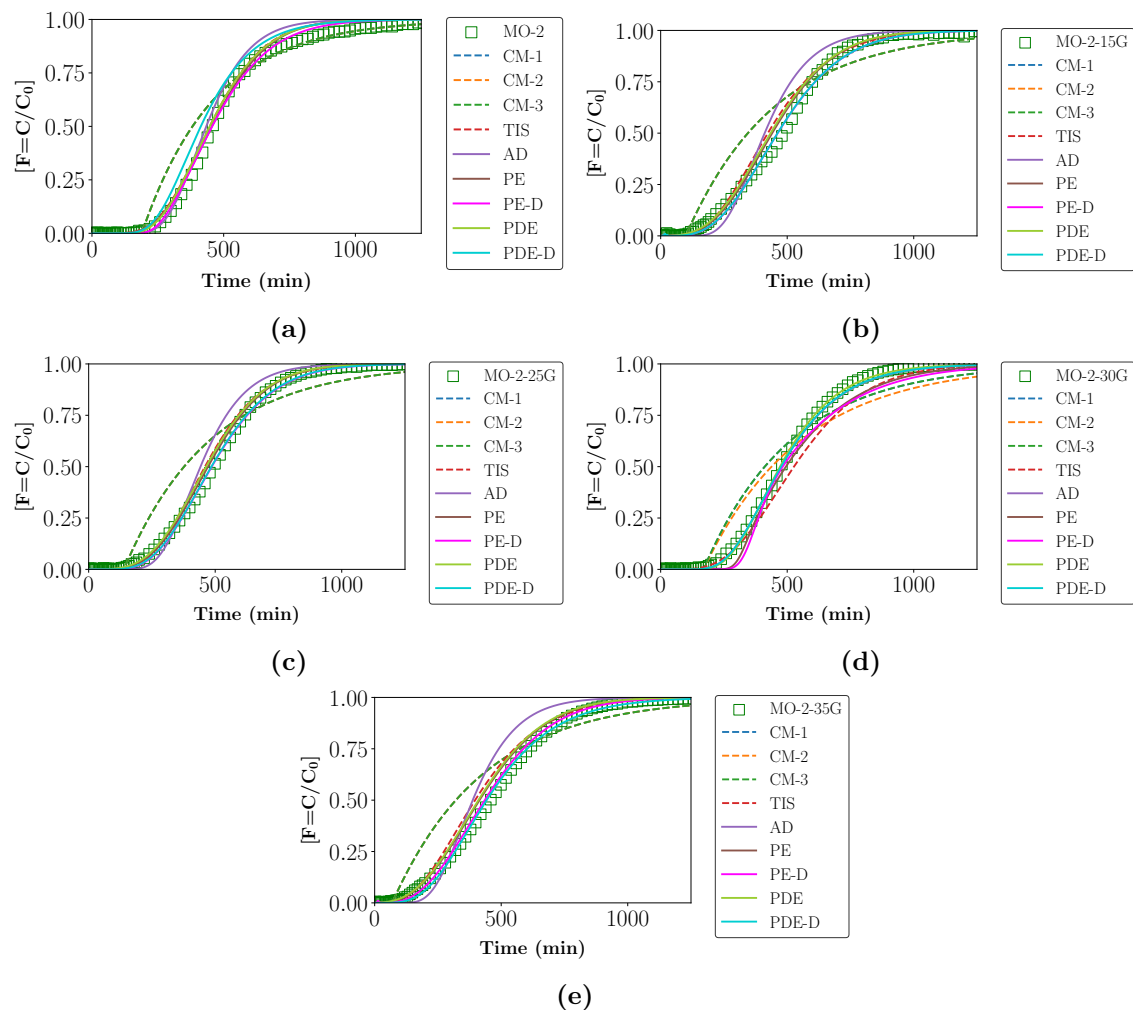 1.00
0.75
0.50
0.25
0.00
[F=C/C0]
0
500
1000
Time (min)
MO-2
CM-1
CM-2
CM-3
TIS
AD
PE
PE-D
PDE
PDE-D
(a)
1.00
0.75
0.50
0.25
0.00
[F=C/C0]
0
500
1000
Time (min)
MO-2-15G
CM-1
CM-2
CM-3
TIS
AD
PE
PE-D
PDE
PDE-D
(b)
1.00
0.75
0.50
0.25
0.00
[F=C/C0]
0
500
1000
Time (min)
MO-2-25G
CM-1
CM-2
CM-3
TIS
AD
PE
PE-D
PDE
PDE-D
(c)
1.00
0.75
0.50
0.25
0.00
[F=C/C0]
0
500
1000
Time (min)
MO-2-30G
CM-1
CM-2
CM-3
TIS
AD
PE
PE-D
PDE
PDE-D
(d)
1.00
0.75
0.50
0.25
0.00
[F=C/C0]
0
500
1000
Time (min)
MO-2-35G
CM-1
CM-2
CM-3
TIS
AD
PE
PE-D
PDE
PDE-D
(e)